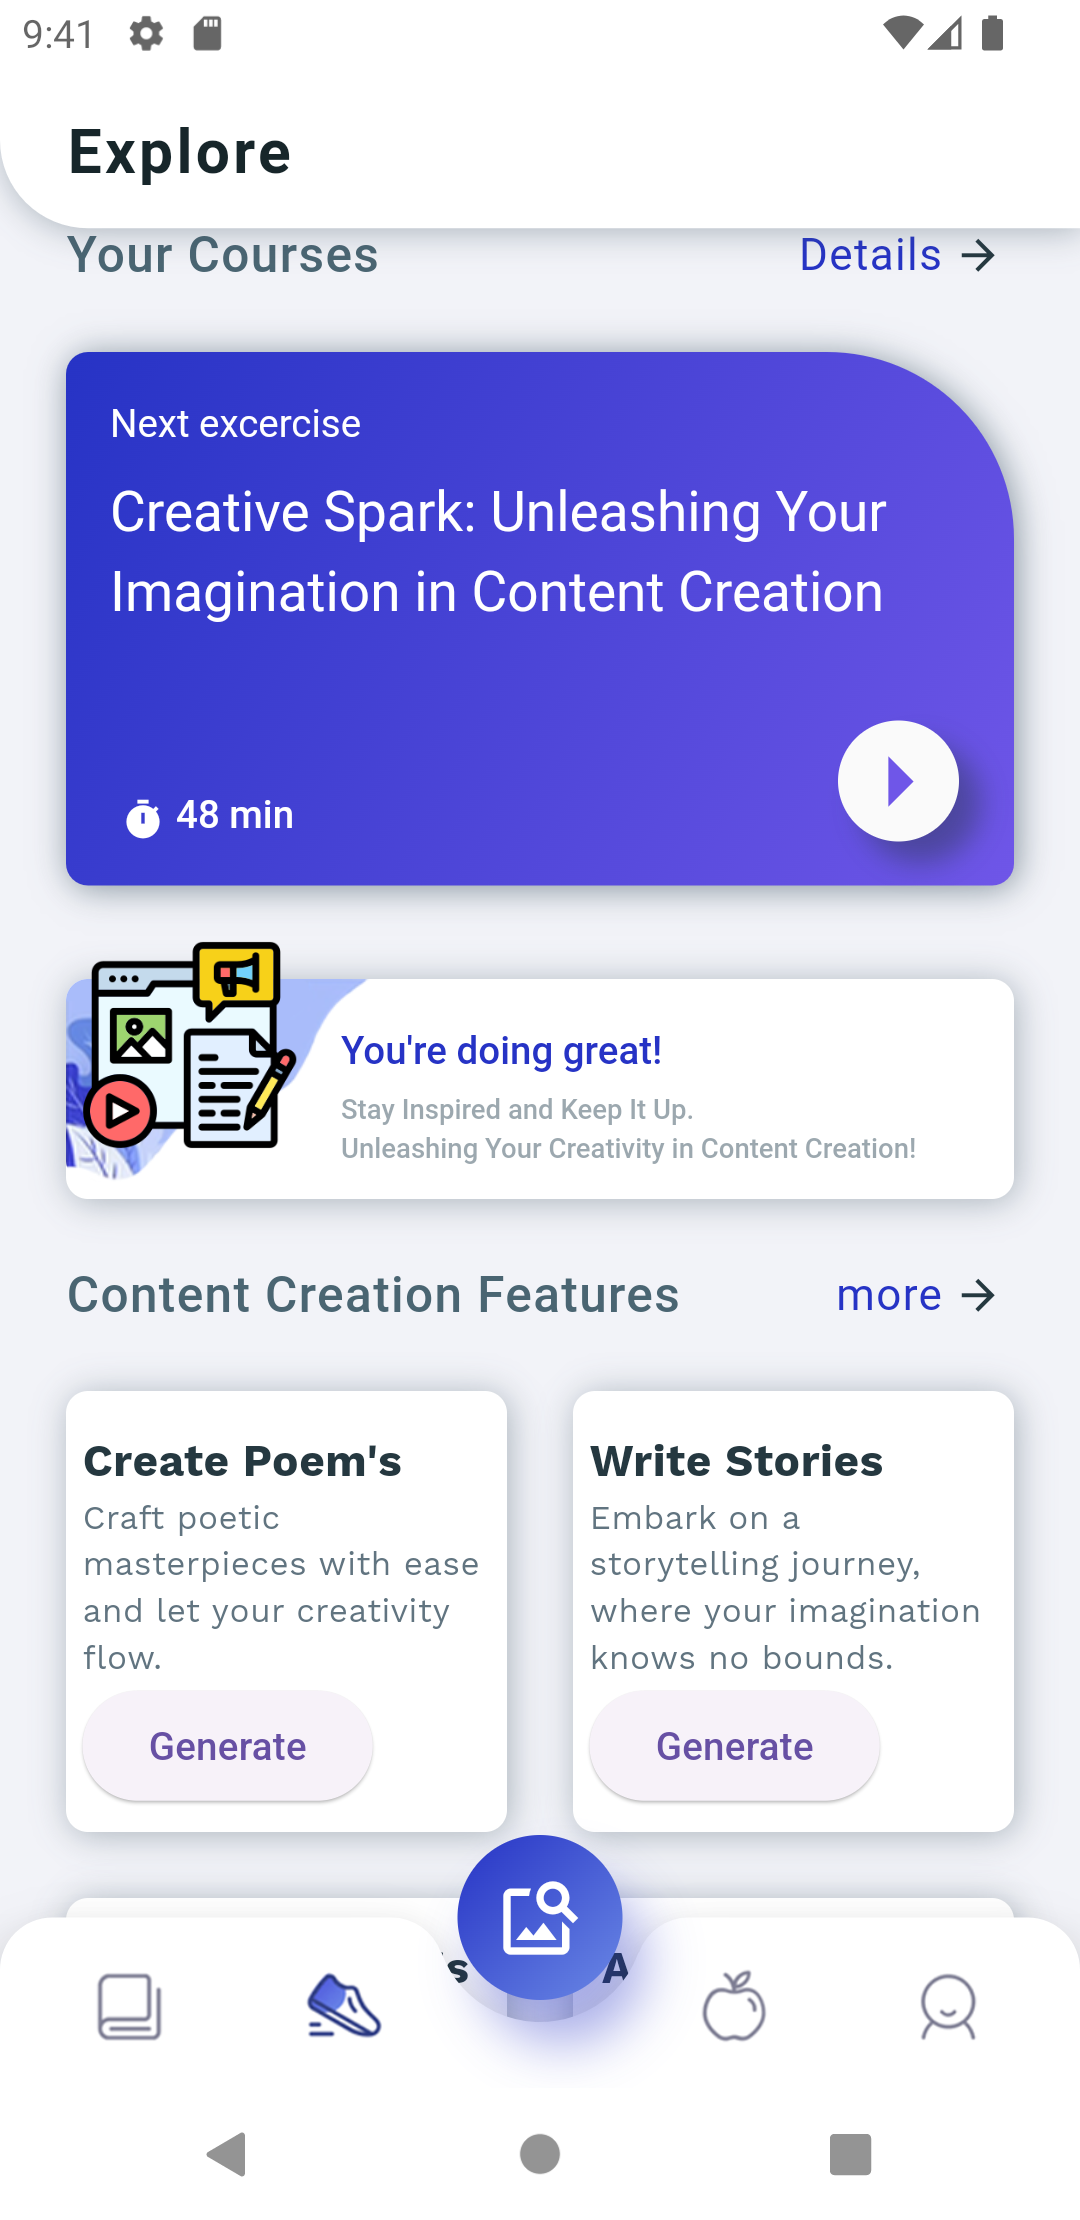 9:41
Explore
Your Courses
Details
Next excercise
Creative Spark: Unleashing Your
Imagination in Content Creation
48 min
You're doing great!
Stay Inspired and Keep It Up.
Unleashing Your Creativity in Content Creation!
Content Creation Features
more
Create Poem's
Craft poetic
masterpieces with ease
and let your creativity
flow.
Generate
Write Stories
Embark on a
storytelling journey,
where your imagination
knows no bounds.
Generate